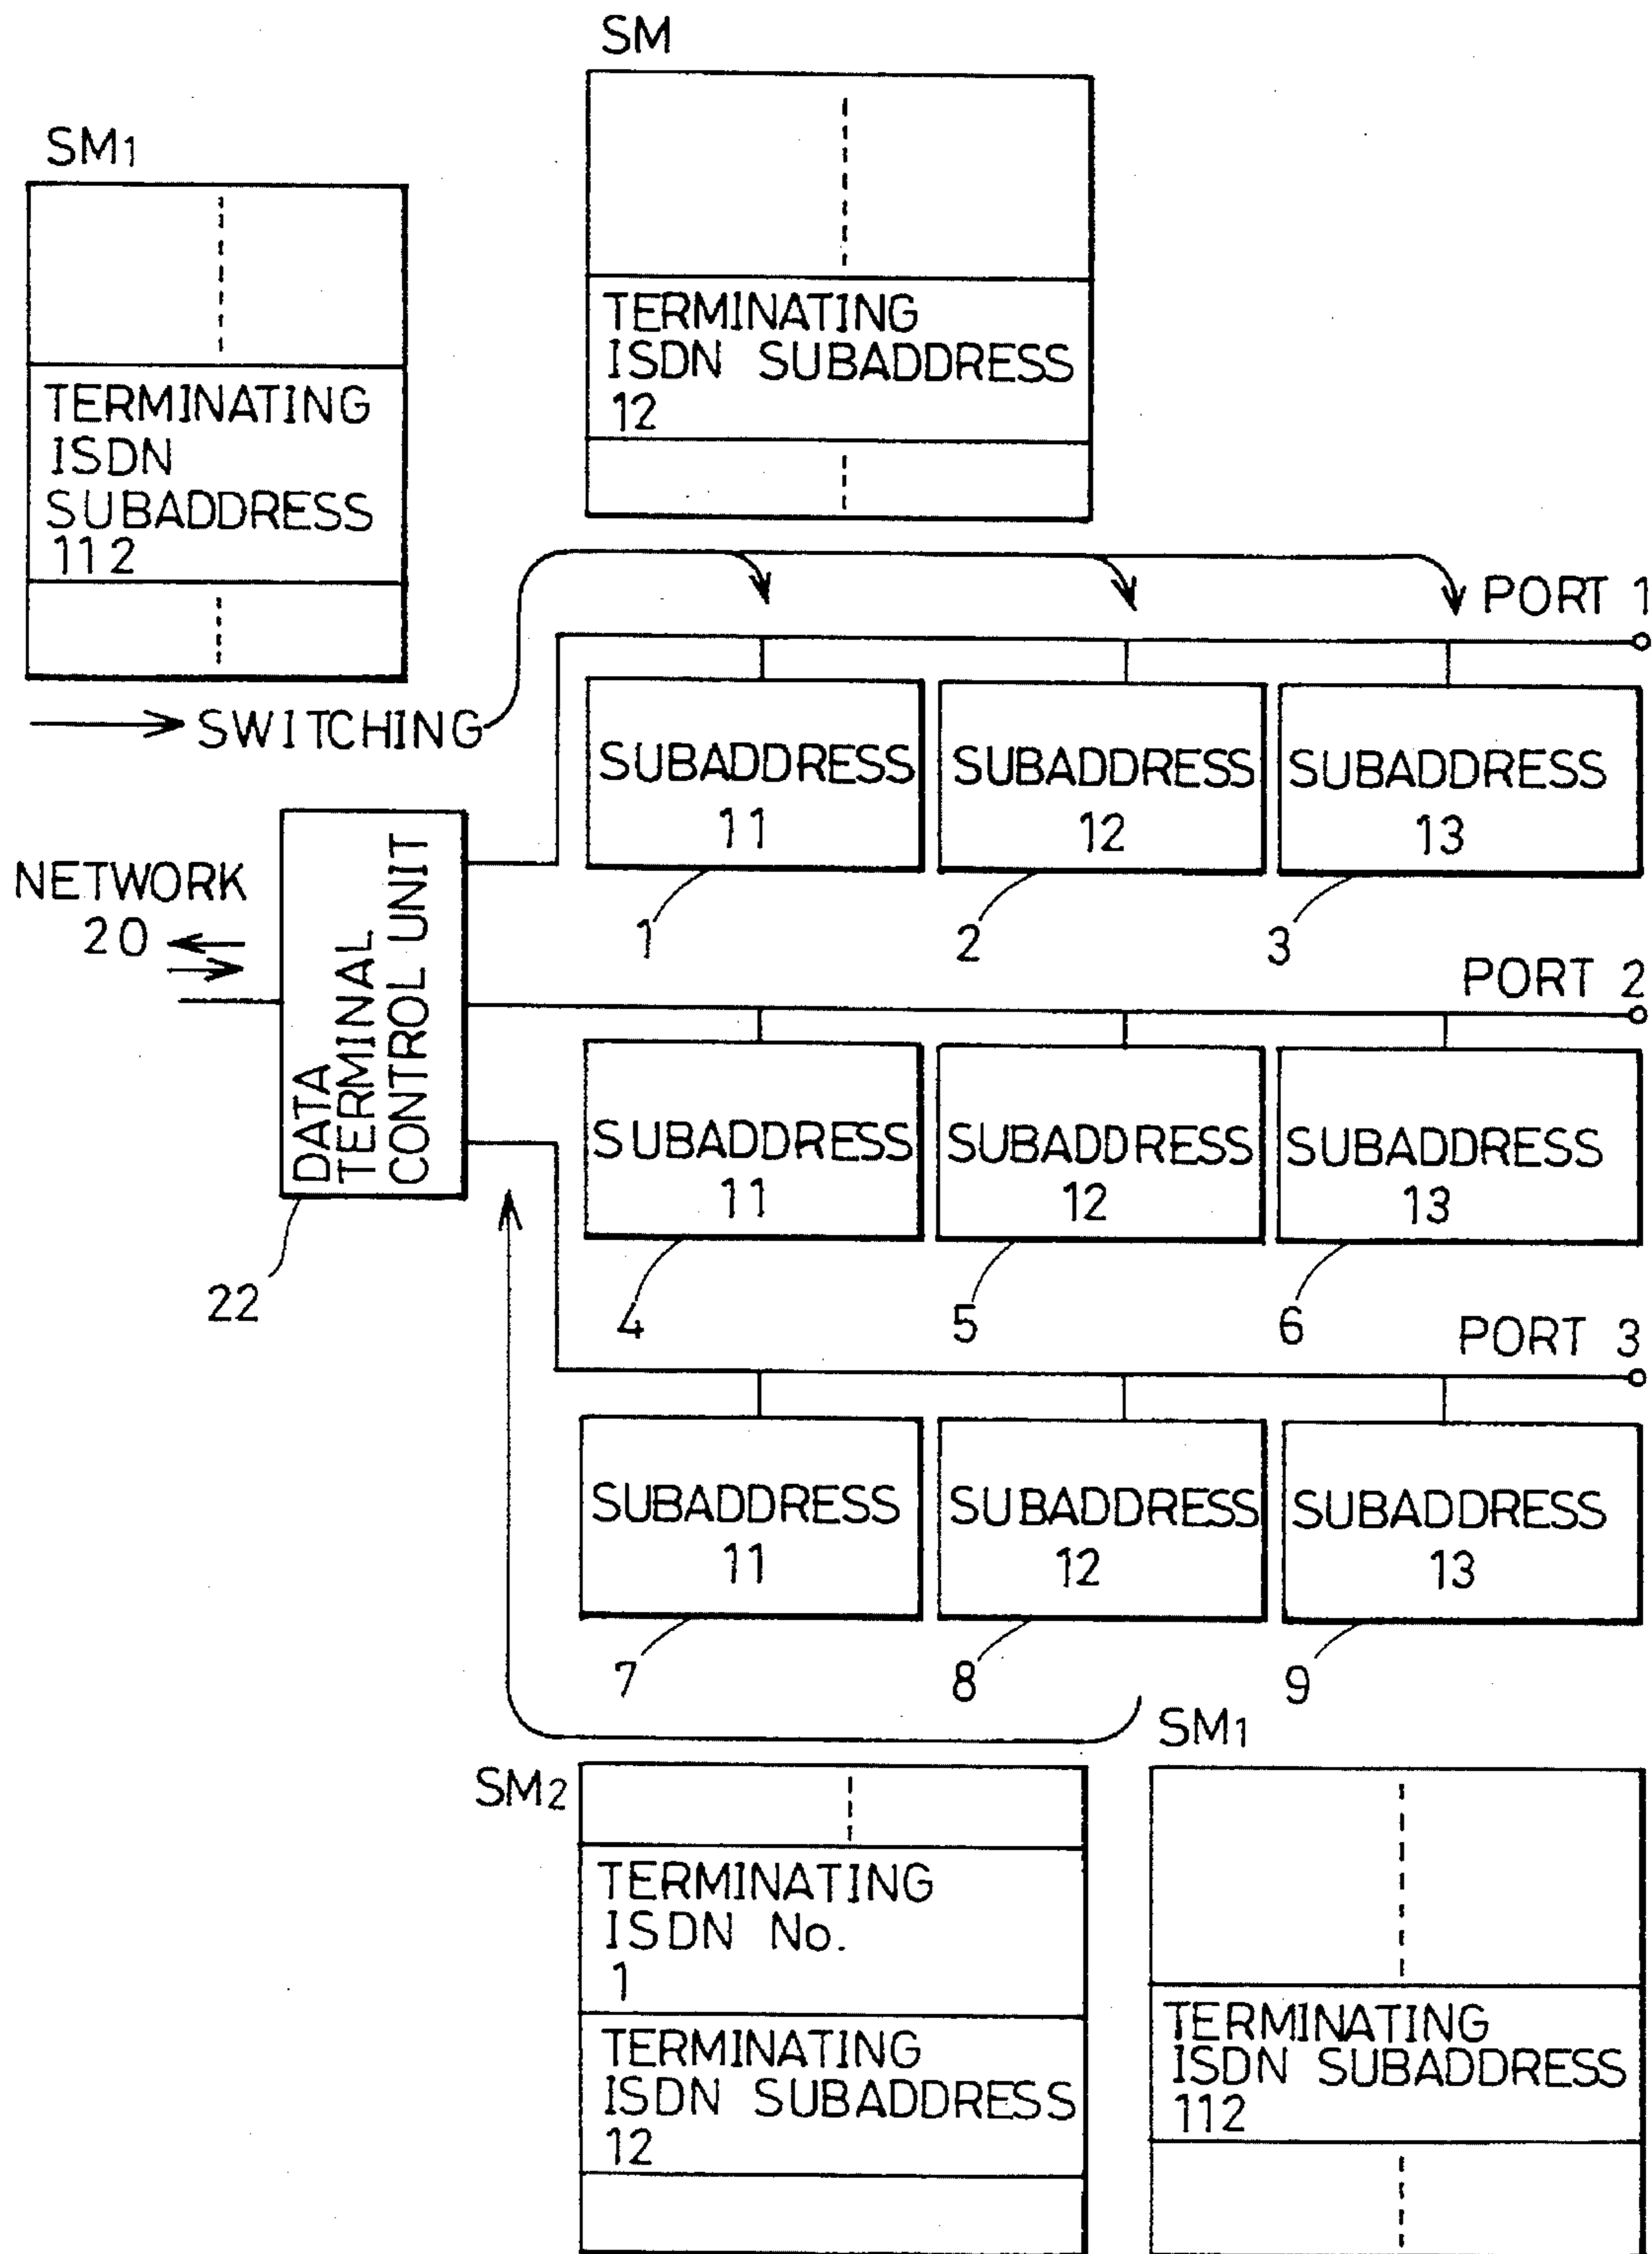 SM
SM1
TERMINATING
ISDN SUBADDRESS
12
TERMINATING
ISDN
SUBADDRESS
112
PORT 1
SWITCHING
SUBADDRESS
11
SUBADDRESS
12
SUBADDRESS
13
NETWORK
20
DATA
TERMINAL
CONTROL UNIT
1
2
3
PORT 2
SUBADDRESS
11
SUBADDRESS
12
SUBADDRESS
13
22
4
5
6
PORT 3
SUBADDRESS
11
SUBADDRESS
12
SUBADDRESS
13
7
8
9
SM1
SM2
TERMINATING
ISDN No.
1
TERMINATING
ISDN SUBADDRESS
12
TERMINATING
ISDN SUBADDRESS
112